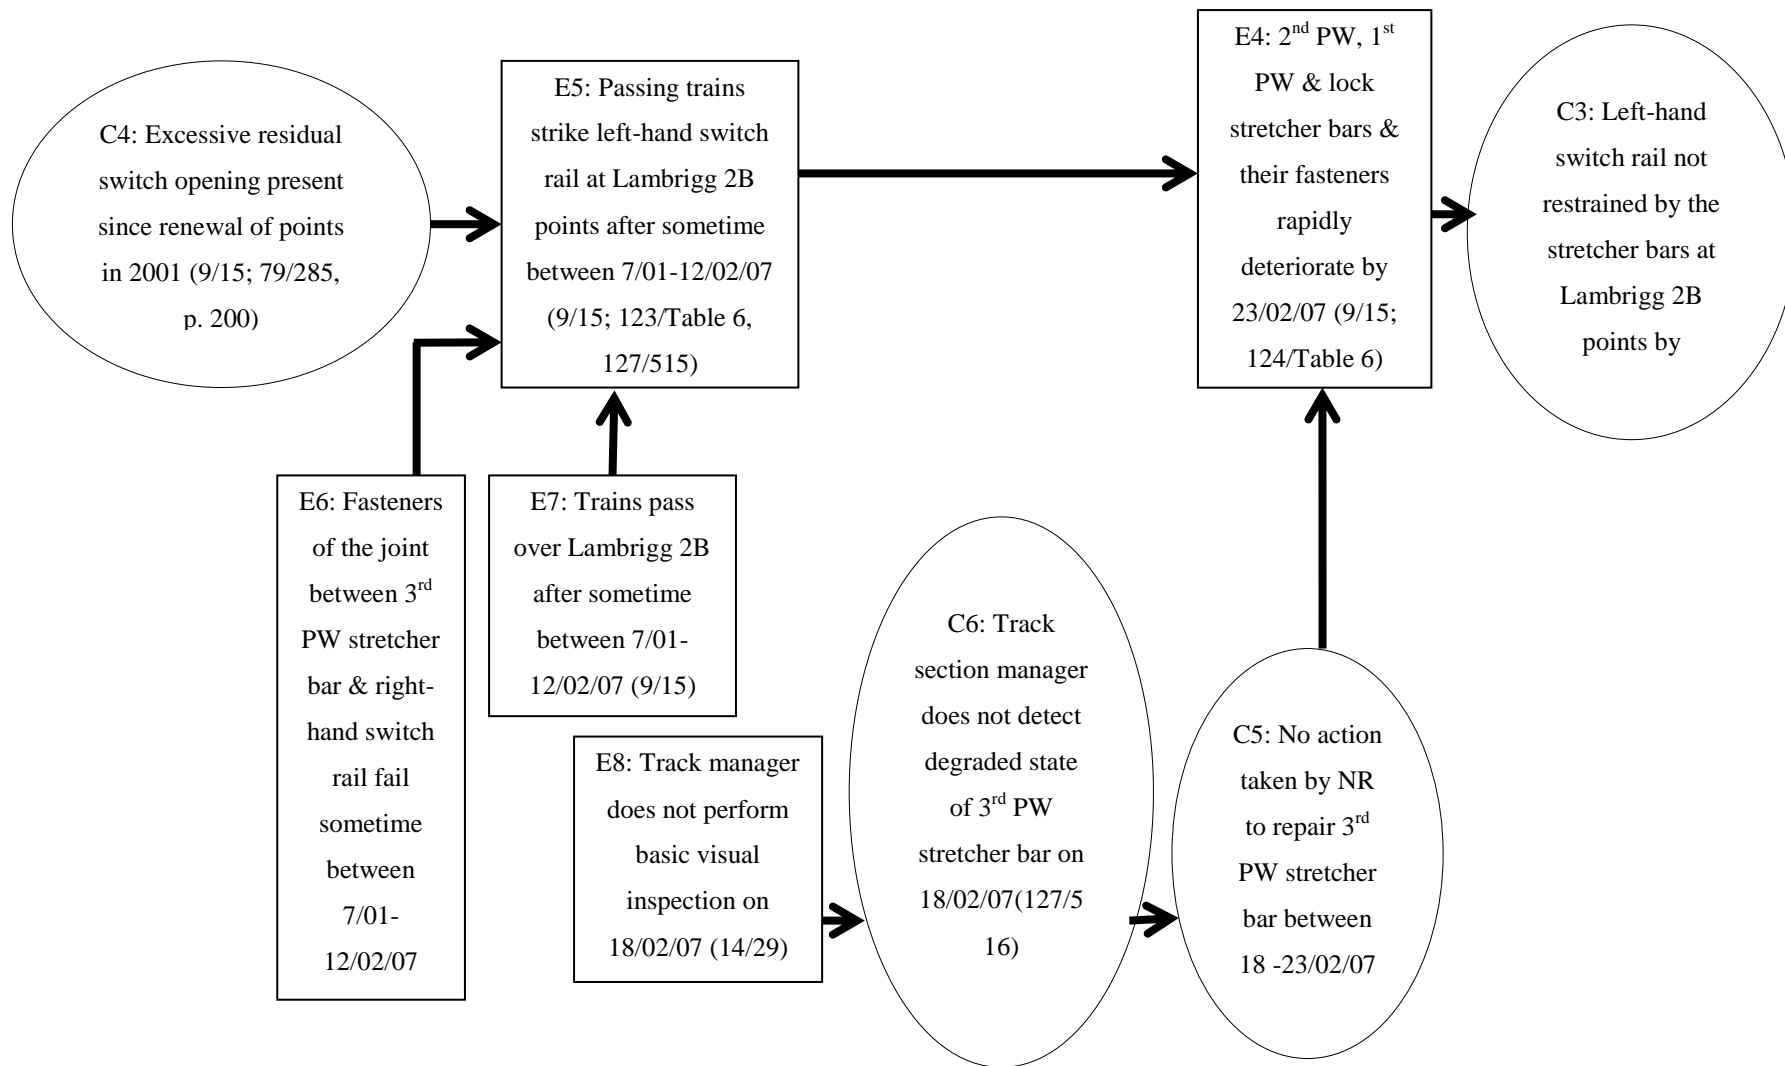 C4: Excessive residual
switch opening present
since renewal of points
in 2001 (9/15; 79/285,
p. 200)
E5: Passing trains
strike left-hand switch
rail at Lambrigg 2B
points after sometime
between 7/01-12/02/07
(9/15; 123/Table 6,
127/515)
E4: 2nd PW, 1st
PW & lock
stretcher bars &
their fasteners
rapidly
deteriorate by
23/02/07 (9/15;
124/Table 6)
C3: Left-hand
switch rail not
restrained by the
stretcher bars at
Lambrigg 2B
points by
E6: Fasteners
of the joint
between 3rd
PW stretcher
bar & right-
hand switch
rail fail
sometime
between
7/01-
12/02/07
E7: Trains pass
over Lambrigg 2B
after sometime
between 7/01-
12/02/07 (9/15)
E8: Track manager
does not perform
basic visual
inspection on
18/02/07 (14/29)
C6: Track
section manager
does not detect
degraded state
of 3rd PW
stretcher bar on
18/02/07(127/5
16)
C5: No action
taken by NR
to repair 3rd
PW stretcher
bar between
18 -23/02/07